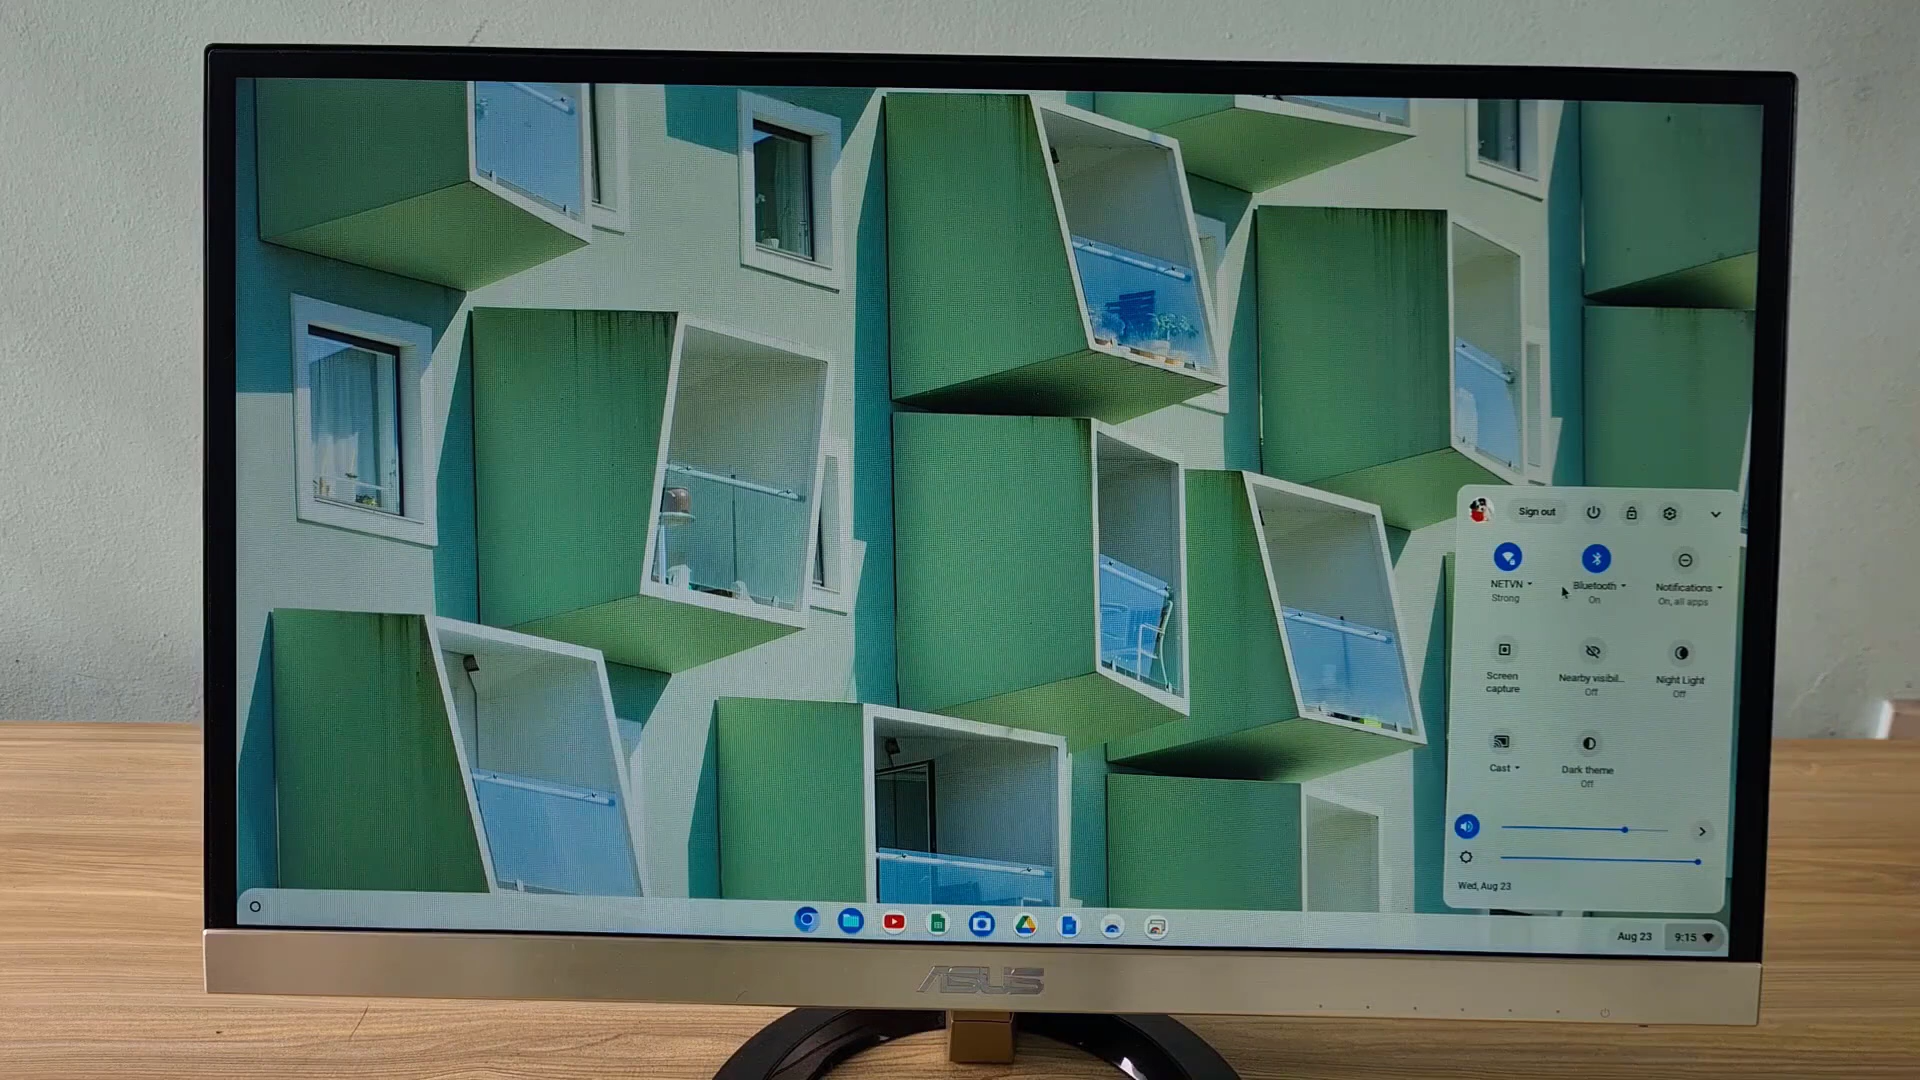 Sign out
NETVN
Strong
Bluetooth
On
Notifications
On, all apps
Screen
capture
Nearby visibil...
Off
Night Light
Off
Cast
Dark theme
Off
Wed, Aug 23
Aug 23
9:15
ASUS